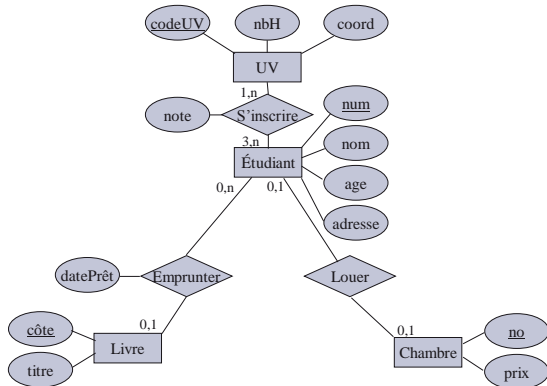 codeUV
nbH
coord
UV
1,n
note
S'inscrire
num
3,n
Étudiant
nom
0,n
0,1
age
adresse
datePrêt
Emprunter
Louer
0,1
0,1
côte
Livre
titre
no
Chambre
prix